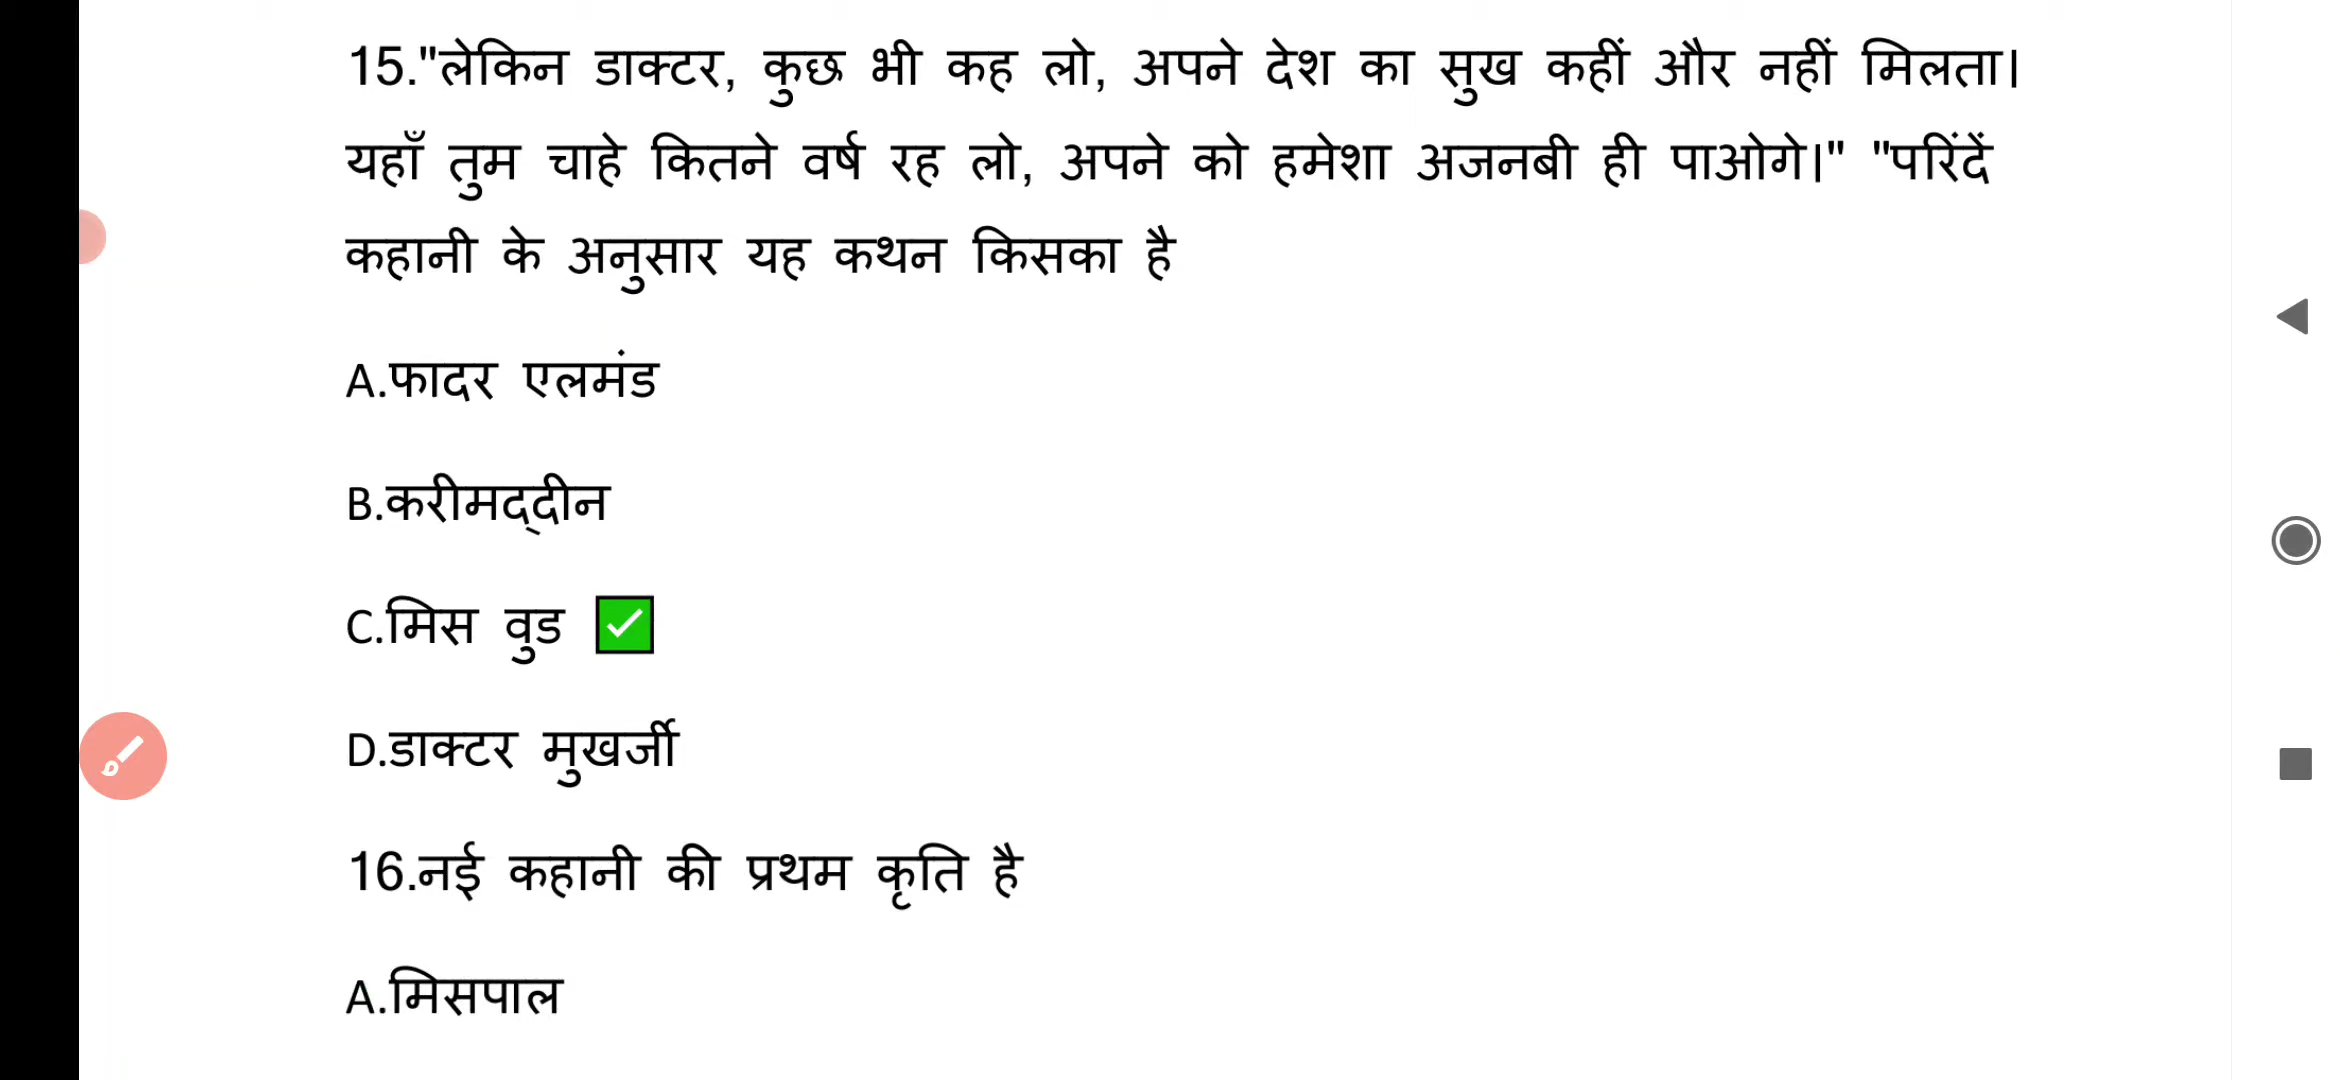 15."लेकिन डाक्टर, कुछ भी कह लो, अपने देश का सुख कहीं और नहीं मिलता।
यहाँ तुम चाहे कितने वर्ष रह लो, अपने को हमेशा अजनबी ही पाओगे।" "परिंदें
कहानी के अनुसार यह कथन किसका है
A.फादर एलमंड
B.करीमद्दीन
C.मिस वुड ✅
D.डाक्टर मुखर्जी
16.नई कहानी की प्रथम कृति है
A.मिसपाल